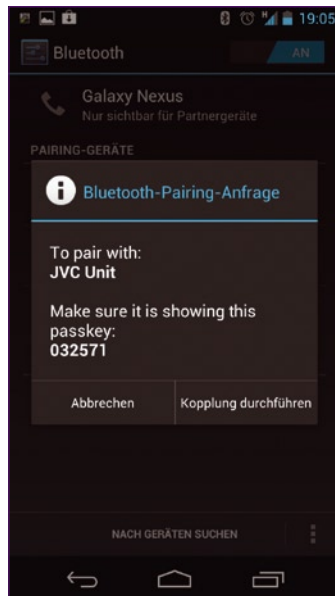 19:05
Bluetooth
AN
Galaxy Nexus
Nur sichtbar für Partnergeräte
PAIRING-GERÄTE
Bluetooth-Pairing-Anfrage
To pair with:
JVC Unit
Make sure it is showing this
passkey:
032571
Abbrechen
Kopplung durchführen
NACH GERÄTEN SUCHEN